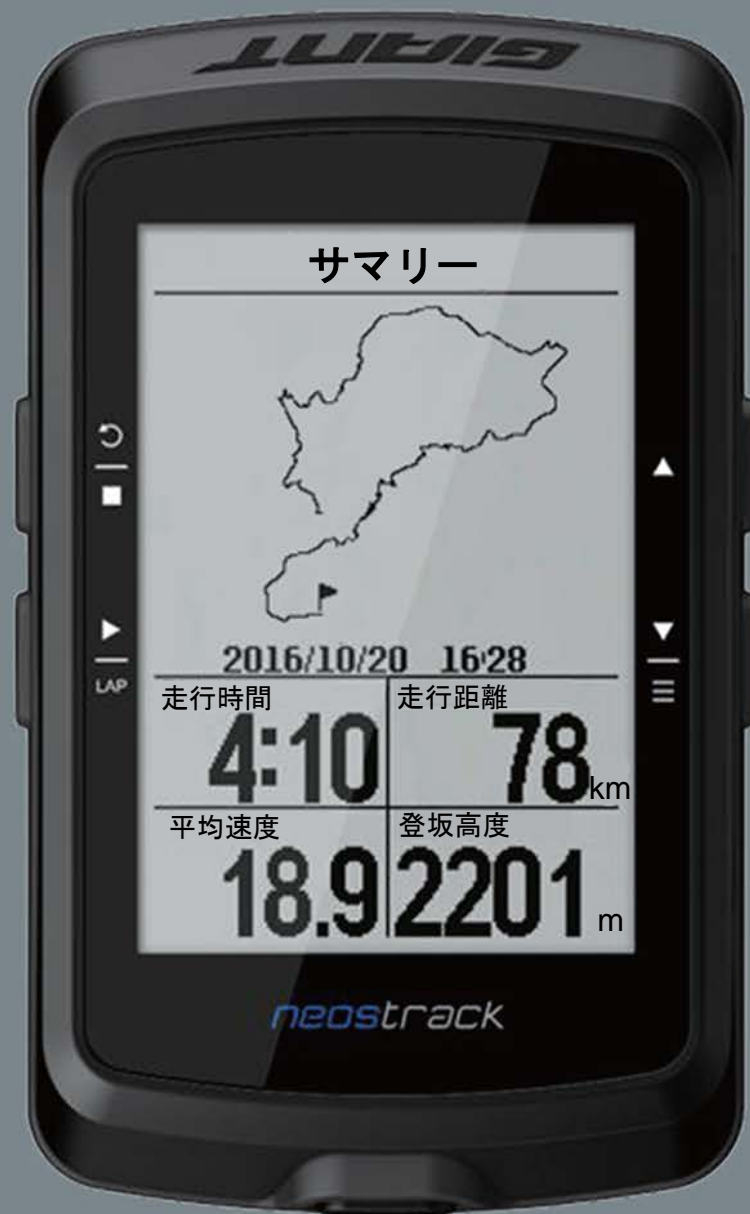 GIANT
サマリー
2016/10/20 16:28
走行時間 走行距離
4:10 78km
平均速度 登坂高度
18.9 2201 m
LAP
neostrack